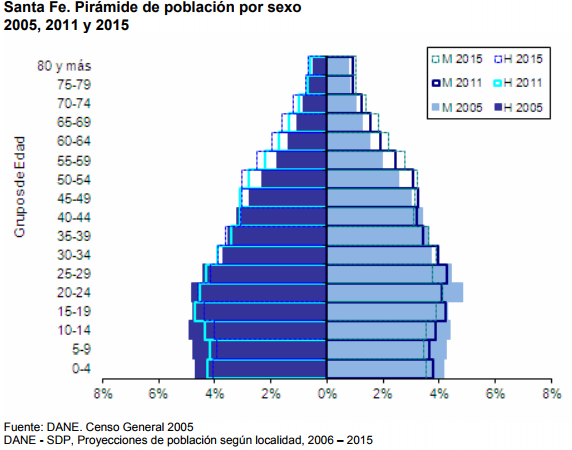 Santa Fe. Pirámide de población por sexo
2005, 2011 y 2015
M 2015 H 2015
M 2011 H 2011
M 2005 H 2005
Grupos de Edad
80 y más
75-79
70-74
65-69
60-64
55-59
50-54
45-49
40-44
35-39
30-34
25-29
20-24
15-19
10-14
5-9
0-4
8% 6% 4% 2% 0% 2% 4% 6% 8%
Fuente: DANE. Censo General 2005
DANE - SDP, Proyecciones de población según localidad, 2006 – 2015